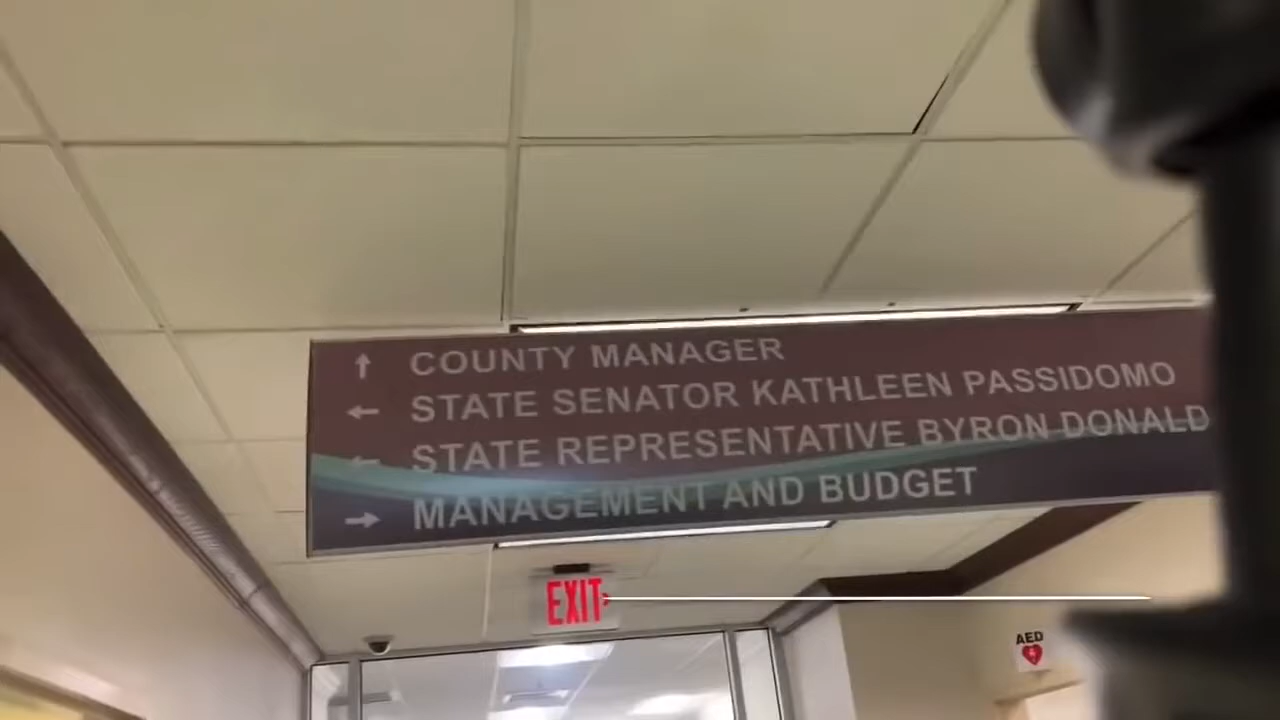 COUNTY MANAGER
STATE SENATOR KATHLEEN PASSIDOMO
STATE REPRESENTATIVE BYRON DONALD
MANAGEMENT AND BUDGET
EXIT
AED